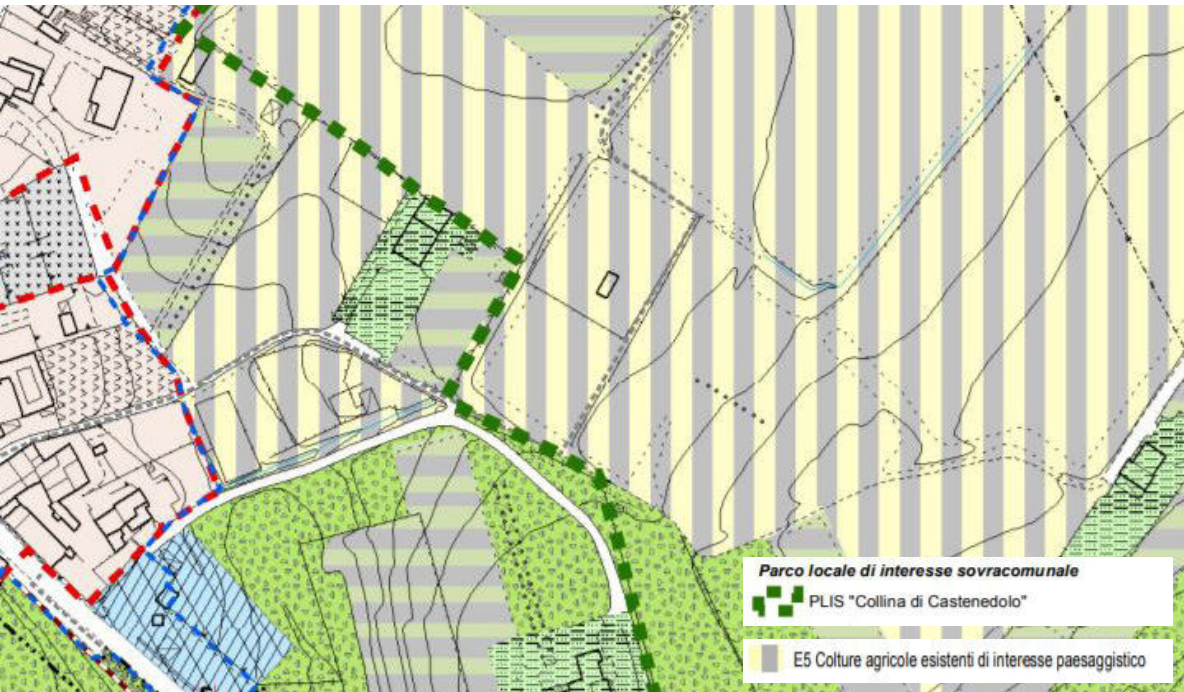 Parco locale di interesse sovracomunale
PLIS "Collina di Castenedolo"
E5 Colture agricole esistenti di interesse paesaggistico